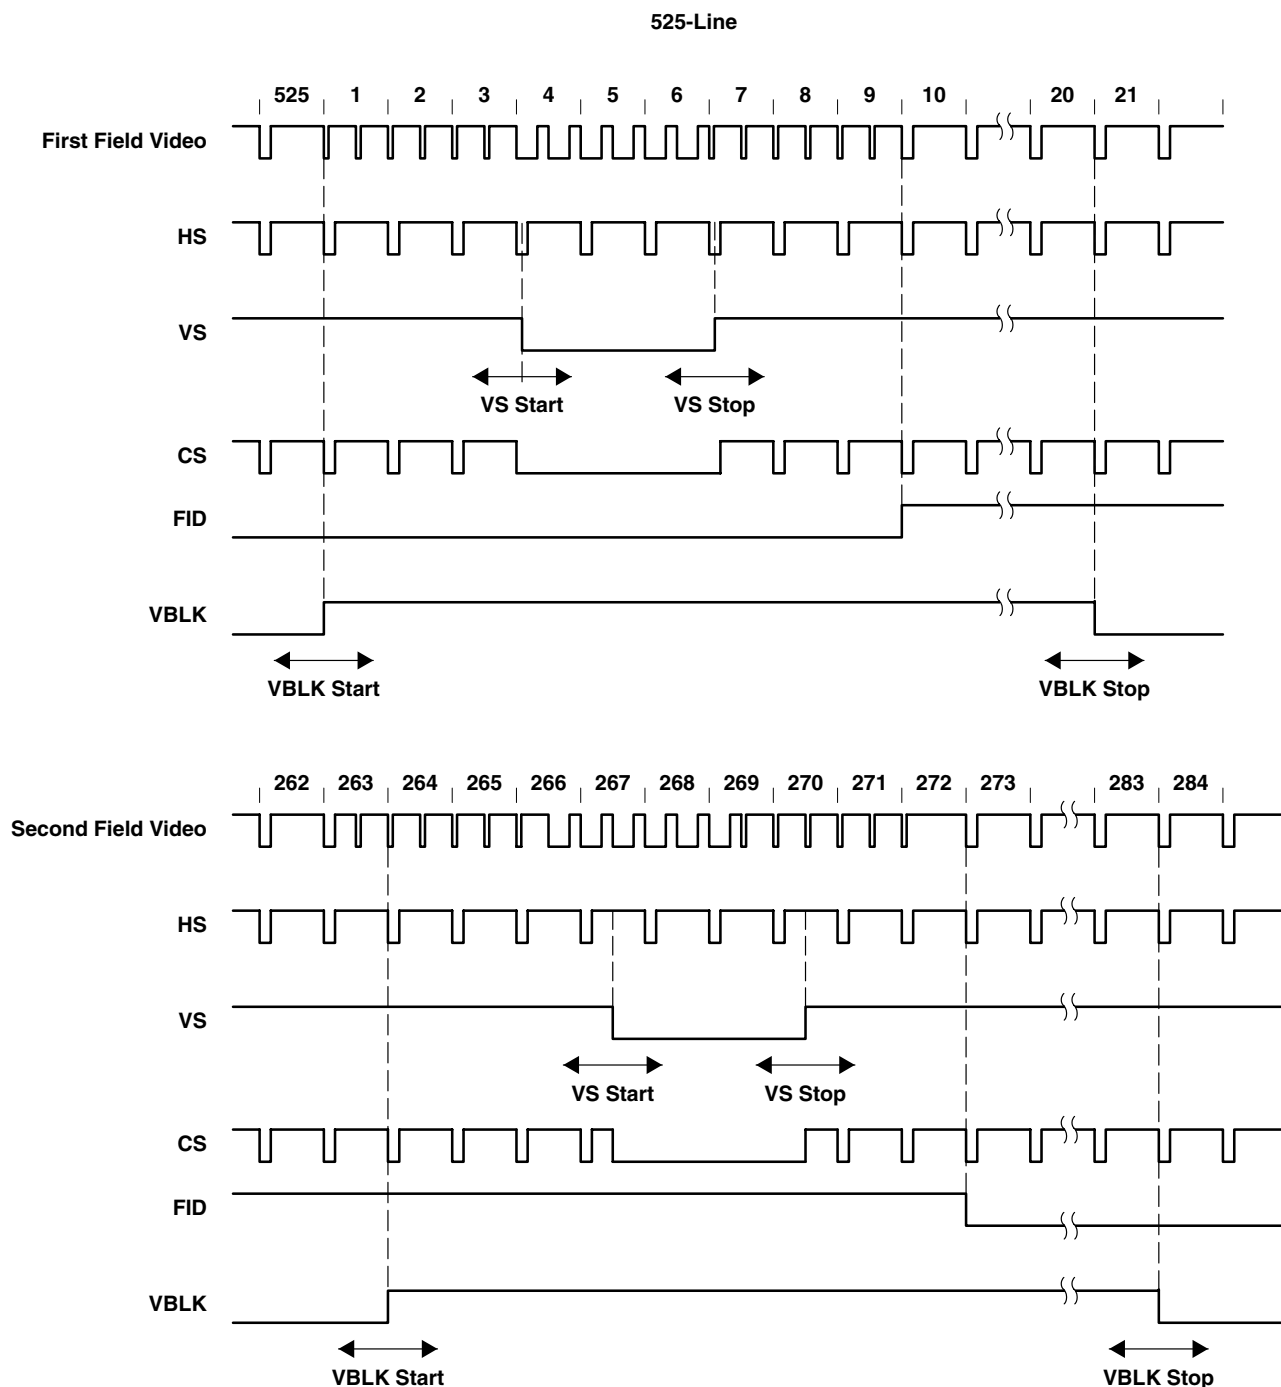 525-Line
525 1 2 3 4 5 6 7 8 9 10 20 21
First Field Video
HS
VS
VS Start VS Stop
CS
FID
VBLK
VBLK Start VBLK Stop
262 263 264 265 266 267 268 269 270 271 272 273 283 284
Second Field Video
HS
VS
VS Start VS Stop
CS
FID
VBLK
VBLK Start VBLK Stop